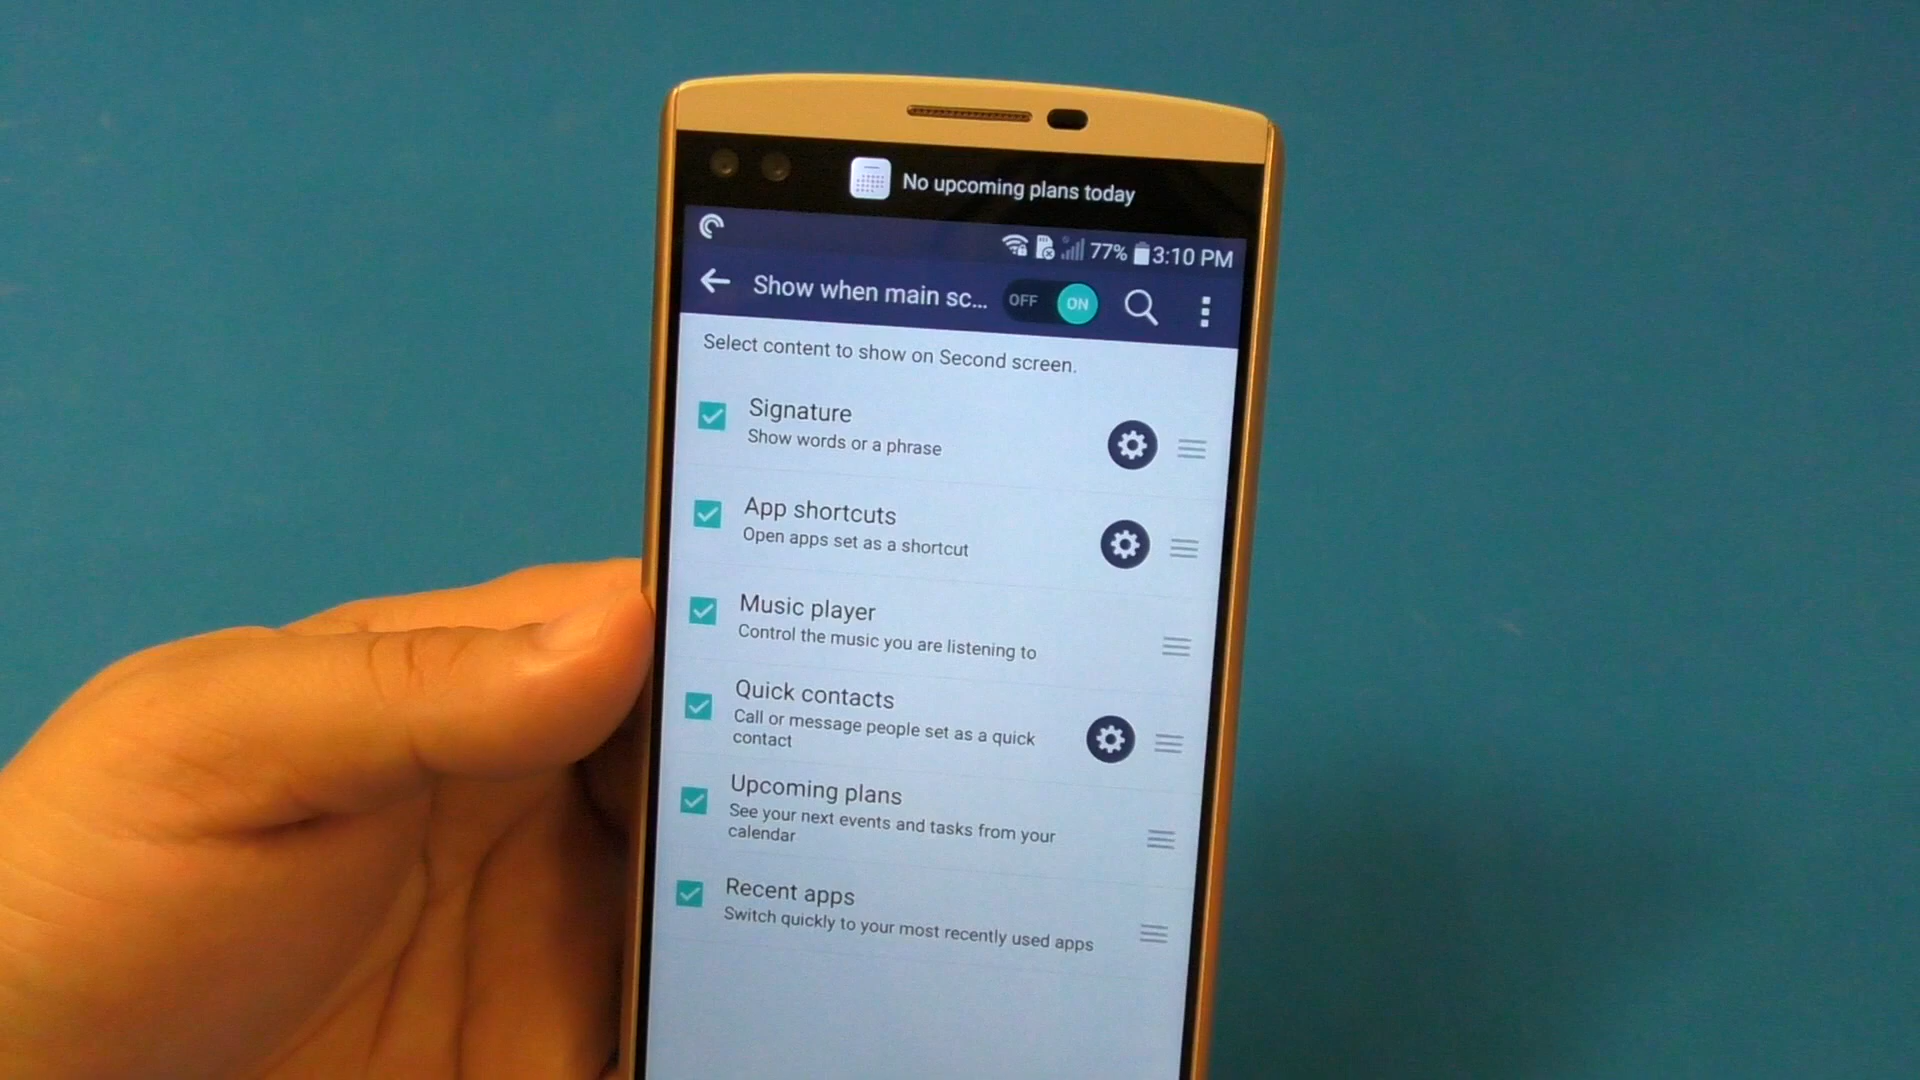 No upcoming plans today
77% 3:10 PM
Show when main sc... OFF ON
Select content to show on Second screen.
Signature
Show words or a phrase
App shortcuts
Open apps set as a shortcut
Music player
Control the music you are listening to
Quick contacts
Call or message people set as a quick
contact
Upcoming plans
See your next events and tasks from your
calendar
Recent apps
Switch quickly to your most recently used apps